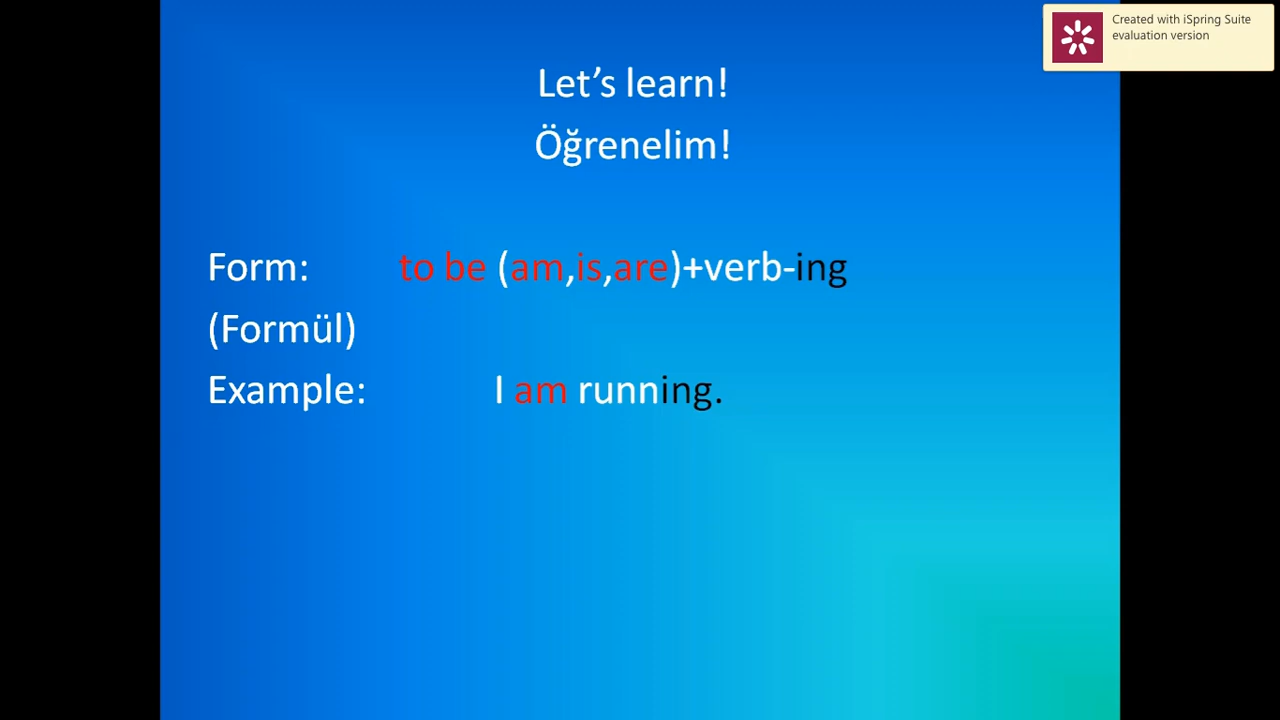 Created with iSpring Suite
evaluation version
Let’s learn!
Öğrenelim!
Form: to be (am,is,are)+verb-ing
(Formül)
Example: I am running.